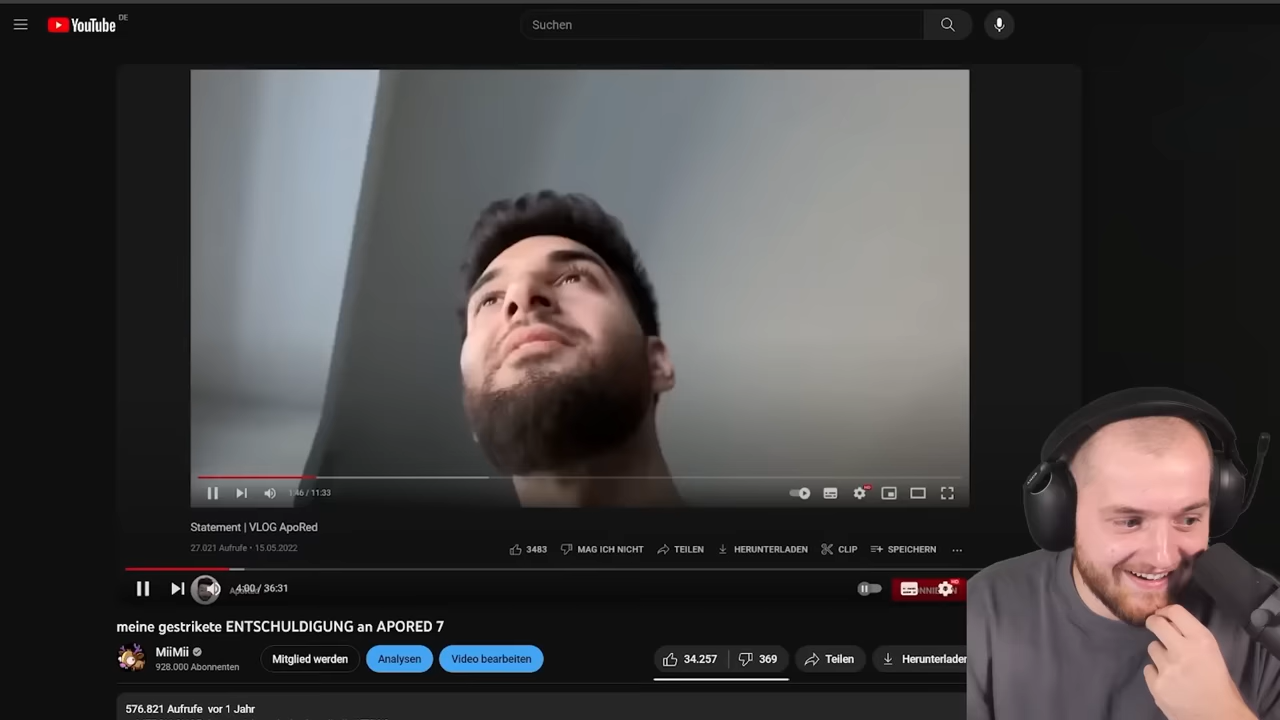 YouTube DE
Suchen
1:46 / 11:33
Statement | VLOG ApoRed
27.021 Aufrufe • 15.05.2022
3483 MAG ICH NICHT TEILEN HERUNTERLADEN CLIP SPEICHERN ...
4:00 / 36:31
meine gestrikete ENTSCHULDIGUNG an APORED 7
MiiMii
928.000 Abonnenten
Mitglied werden Analysen Video bearbeiten 34.257 369 Teilen Herunterladen
576.821 Aufrufe vor 1 Jahr